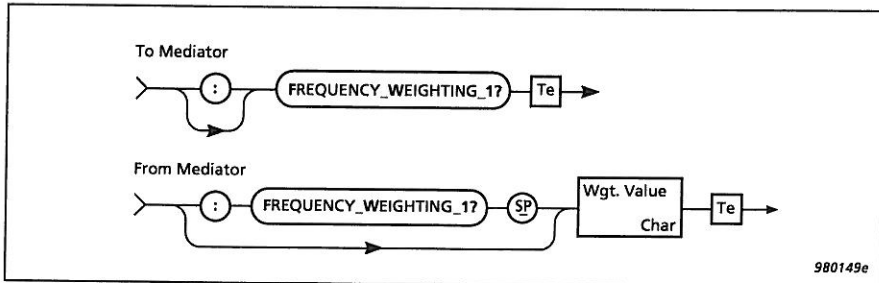 To Mediator
: FREQUENCY_WEIGHTING_1? Te
From Mediator
: FREQUENCY_WEIGHTING_1? SP Wgt. Value
Char Te
980149e